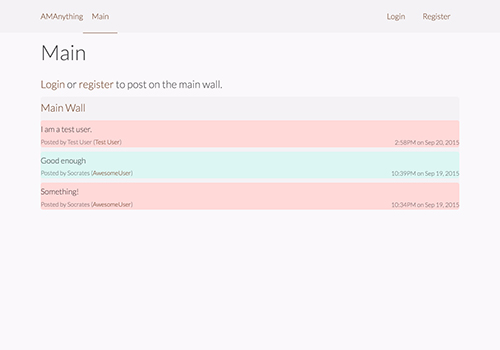 AMAnything Main Login Register
Main
Login or register to post on the main wall.
Main Wall
I am a test user.
Posted by Test User (Test User) 2:58PM on Sep 20, 2015
Good enough
Posted by Socrates (AwesomeUser) 10:39PM on Sep 19, 2015
Something!
Posted by Socrates (AwesomeUser) 10:34PM on Sep 19, 2015